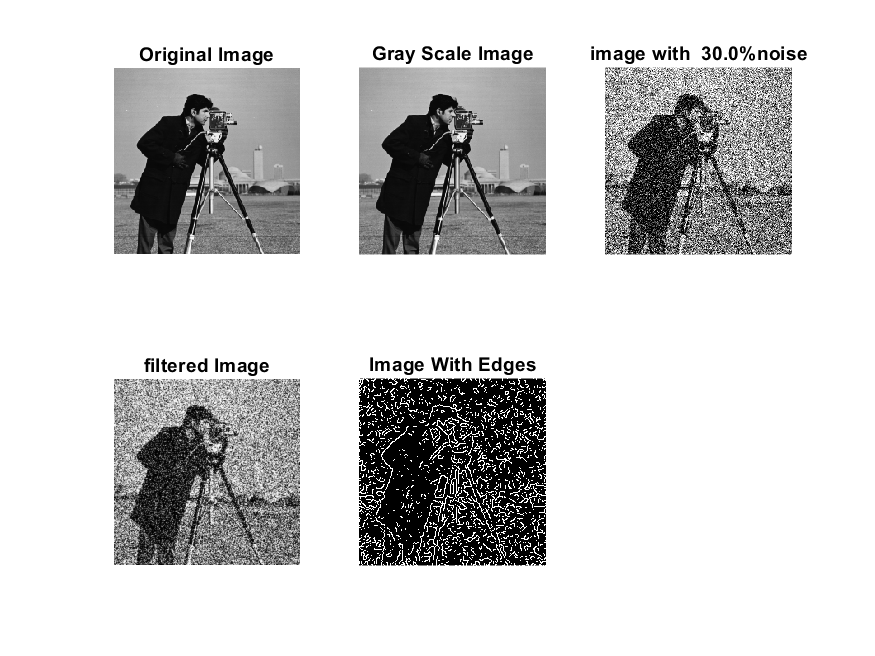 Original Image
Gray Scale Image
image with  30.0%noise
filtered Image
Image With Edges